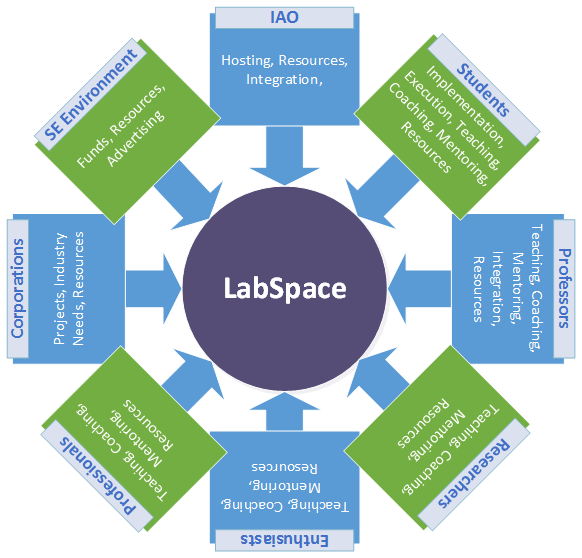 IAO
Hosting, Resources,
Integration,
Students
Implementation,
Execution, Teaching,
Coaching, Mentoring,
Resources
Professors
Teaching, Coaching,
Mentoring,
Integration,
Resources
Researchers
Teaching, Coaching,
Mentoring,
Resources
Enthusiasts
Teaching, Coaching,
Mentoring,
Resources
Professionals
Teaching, Coaching,
Mentoring,
Resources
Corporations
Projects, Industry
Needs, Resources
SE Environment
Funds, Resources,
Advertising
LabSpace